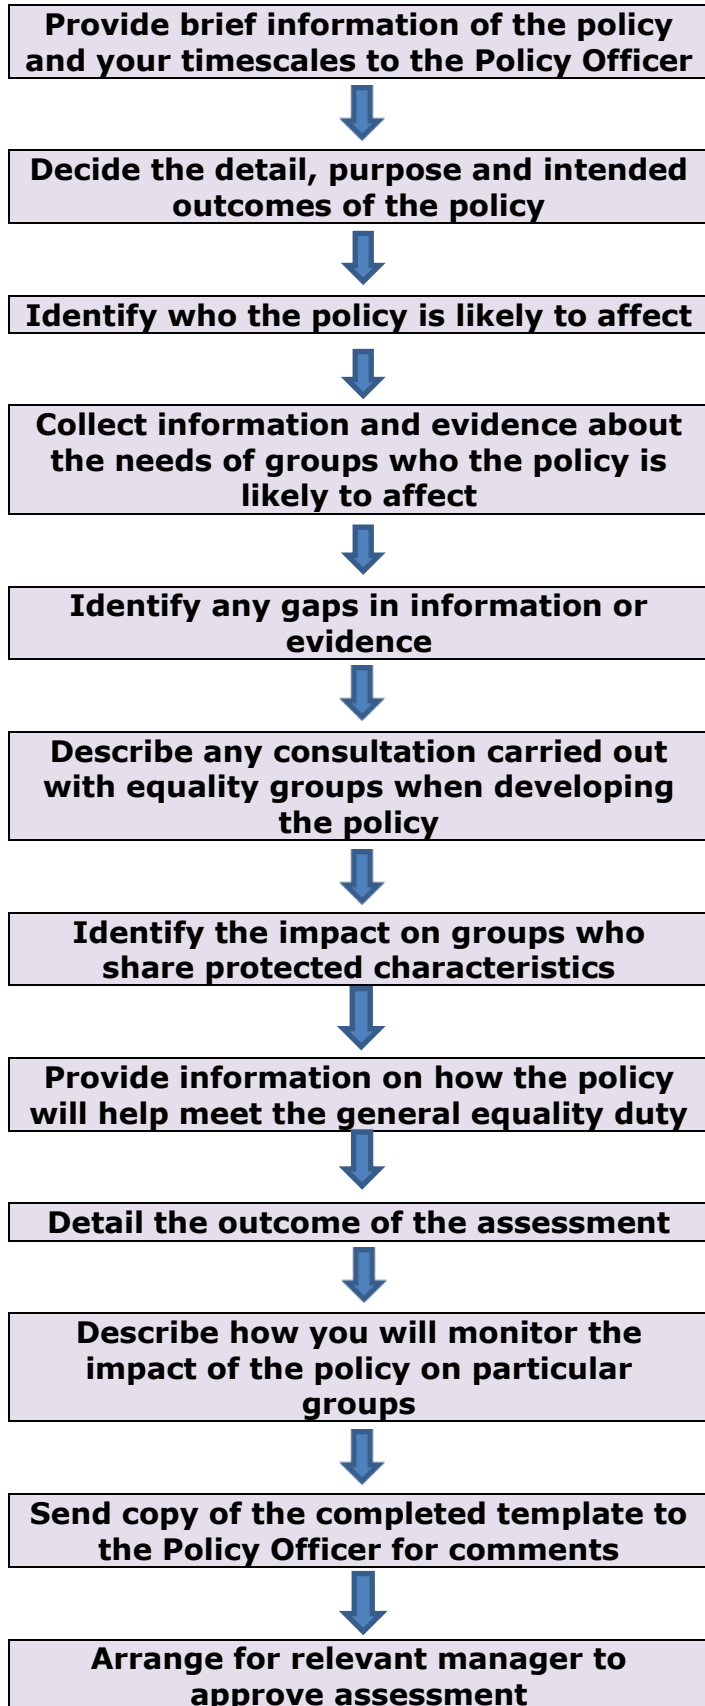 Provide brief information of the policy
and your timescales to the Policy Officer
Decide the detail, purpose and intended
outcomes of the policy
Identify who the policy is likely to affect
Collect information and evidence about
the needs of groups who the policy is
likely to affect
Identify any gaps in information or
evidence
Describe any consultation carried out
with equality groups when developing
the policy
Identify the impact on groups who
share protected characteristics
Provide information on how the policy
will help meet the general equality duty
Detail the outcome of the assessment
Describe how you will monitor the
impact of the policy on particular
groups
Send copy of the completed template to
the Policy Officer for comments
Arrange for relevant manager to
approve assessment